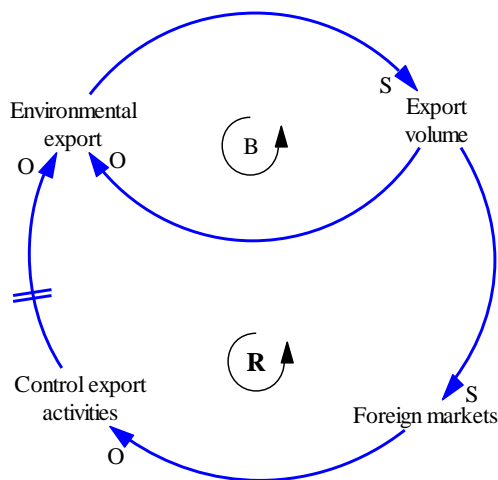 S
Environmental
export
Export
volume
B
O
O
R
Control export
activities
S
Foreign markets
O